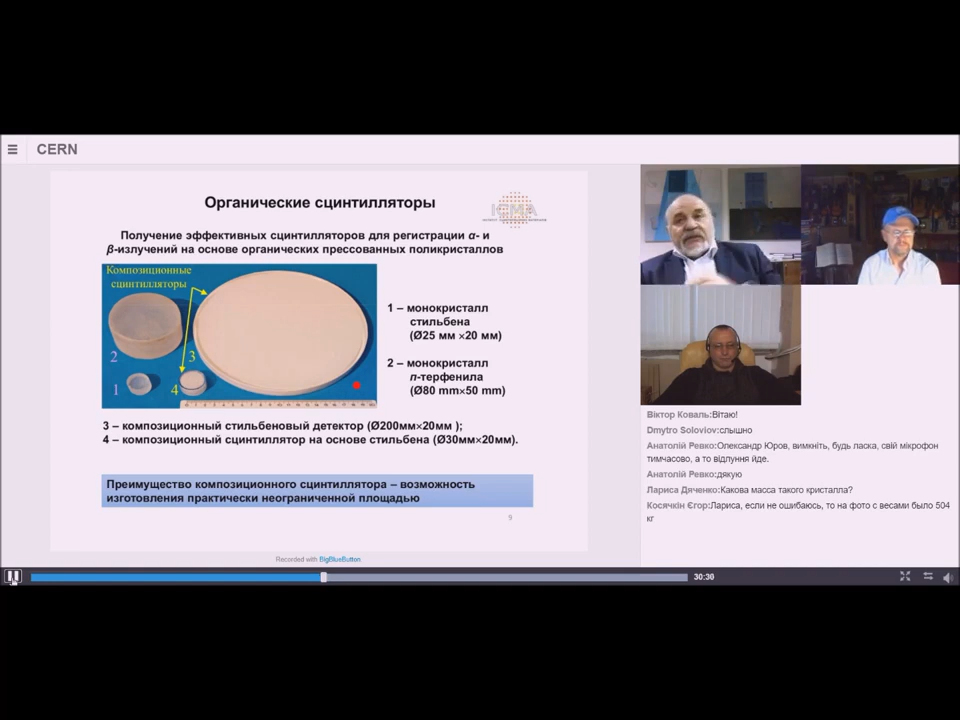 CERN
Органические сцинтилляторы
Получение эффективных сцинтилляторов для регистрации α- и
β-излучений на основе органических прессованных поликристаллов
Композиционные
сцинтилляторы
2
3
1
4
1 – монокристалл
стильбена
(Ø25 мм ×20 мм)
2 – монокристалл
п-терфенила
(Ø80 mm×50 mm)
3 – композиционный стильбеновый детектор (Ø200мм×20мм );
4 – композиционный сцинтиллятор на основе стильбена (Ø30мм×20мм).
Преимущество композиционного сцинтиллятора – возможность
изготовления практически неограниченной площадью
9
Recorded with BigBlueButton
Віктор Коваль:Вітаю!
Dmytro Soloviov:слышно
Анатолій Ревко:Олександр Юров, вимкніть, будь ласка, свій мікрофон
тимчасово, а то відлуння йде.
Анатолій Ревко:дякую
Лариса Дяченко:Какова масса такого кристалла?
Косячкін Єгор:Лариса, если не ошибаюсь, то на фото с весами было 504
кг
30:30